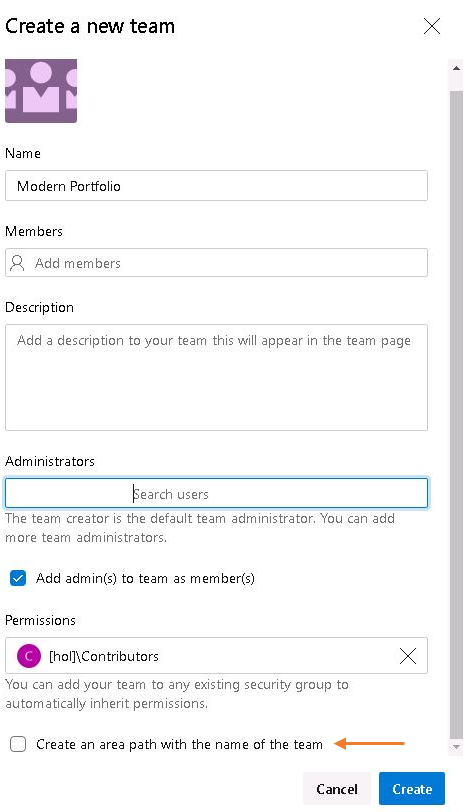 Create a new team
Name
Modern Portfolio
Members
Add members
Description
Add a description to your team this will appear in the team page
Administrators
Search users
The team creator is the default team administrator. You can add
more team administrators.
Add admin(s) to team as member(s)
Permissions
C [hol]\Contributors
You can add your team to any existing security group to
automatically inherit permissions.
Create an area path with the name of the team
Cancel Create